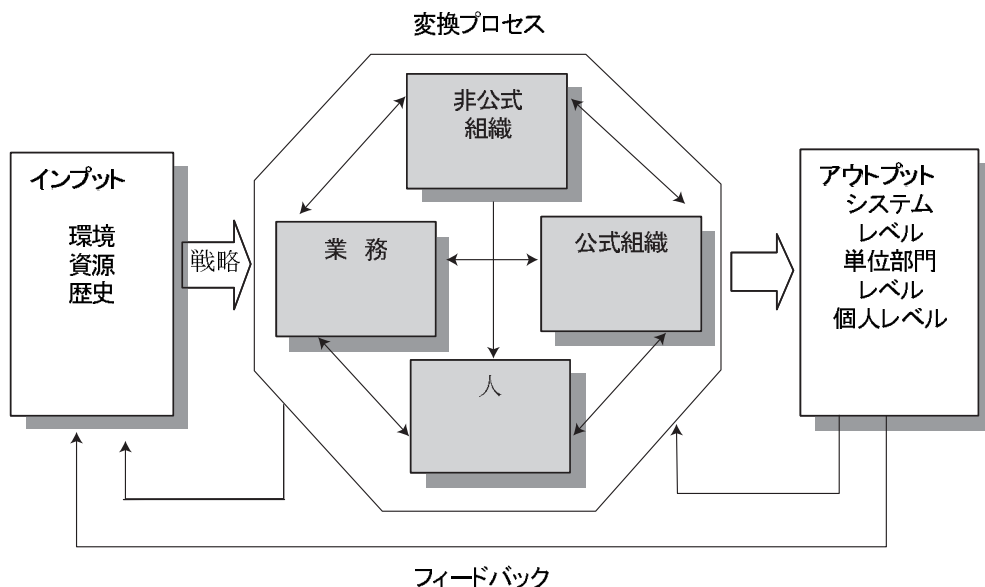 変換プロセス
インプット
環境
資源
歴史
戦略
非公式
組織
業 務
公式組織
人
アウトプット
システム
レベル
単位部門
レベル
個人レベル
フィードバック